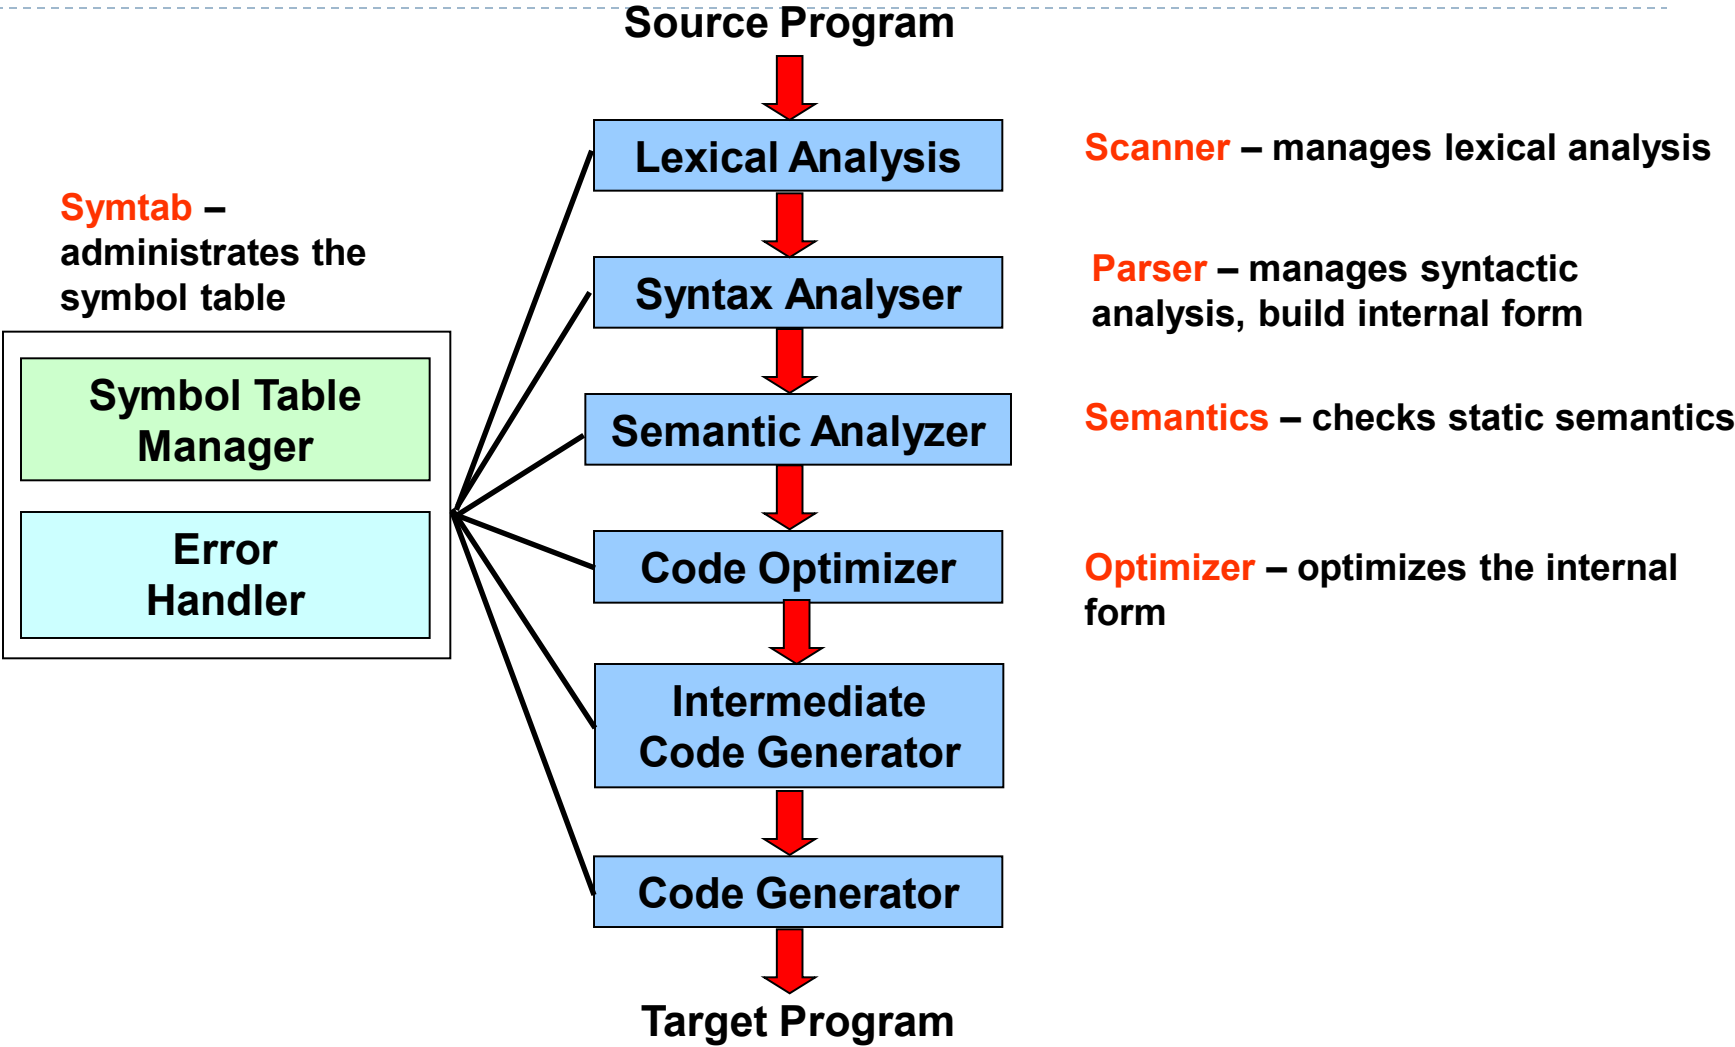 Source Program
Lexical Analysis
Scanner – manages lexical analysis
Symtab –
administrates the
symbol table
Syntax Analyser
Parser – manages syntactic
analysis, build internal form
Symbol Table
Manager
Semantic Analyzer
Semantics – checks static semantics
Error
Handler
Code Optimizer
Optimizer – optimizes the internal
form
Intermediate
Code Generator
Code Generator
Target Program